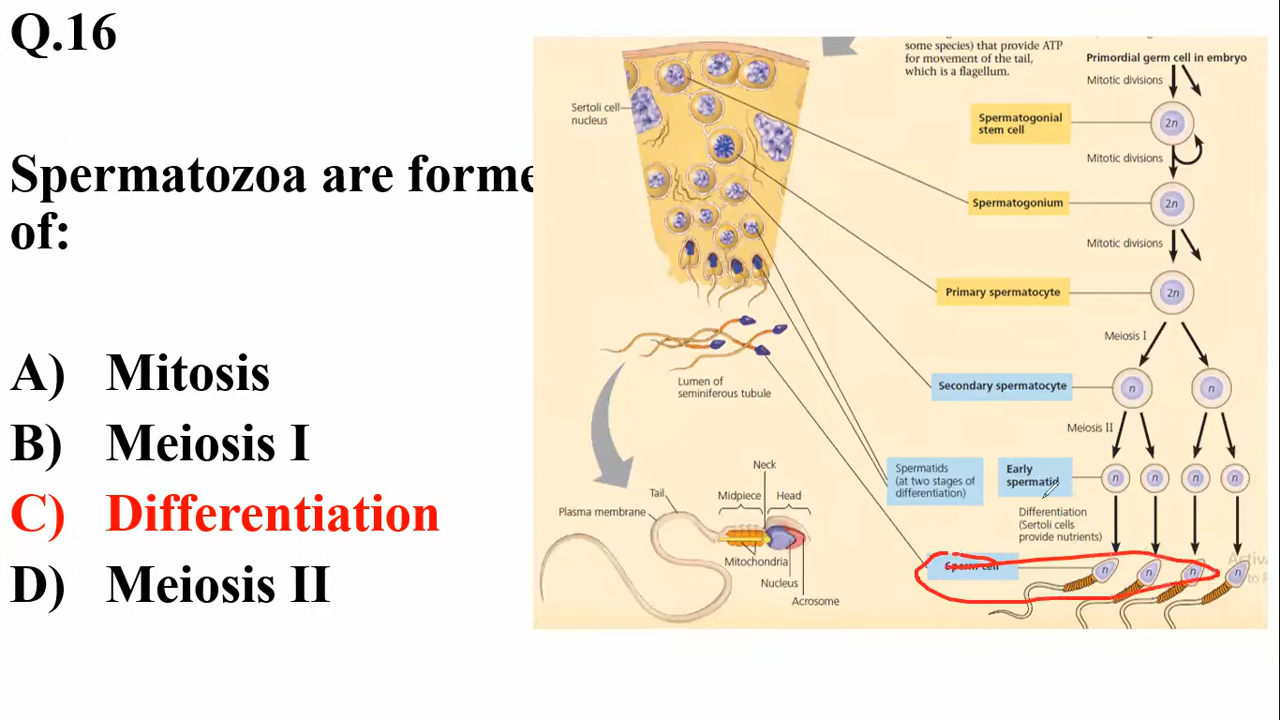 Q.16
Spermatozoa are forme
of:
A) Mitosis
B) Meiosis I
C) Differentiation
D) Meiosis II
some species) that provide ATP
for movement of the tail,
which is a flagellum.
Primordial germ cell in embryo
Mitotic divisions
Sertoli cell
nucleus
Spermatogonial
stem cell
2n
Mitotic divisions
Spermatogonium
2n
Mitotic divisions
Primary spermatocyte
2n
Meiosis I
Lumen of
seminiferous tubule
Secondary spermatocyte
n
n
Meiosis II
Spermatids
(at two stages of
differentiation)
Early
spermatid
n
n
n
n
Differentiation
(Sertoli cells
provide nutrients)
Neck
Tail
Midpiece
Head
Plasma membrane
Mitochondria
Nucleus
Acrosome
Sperm cell
n
n
n
n